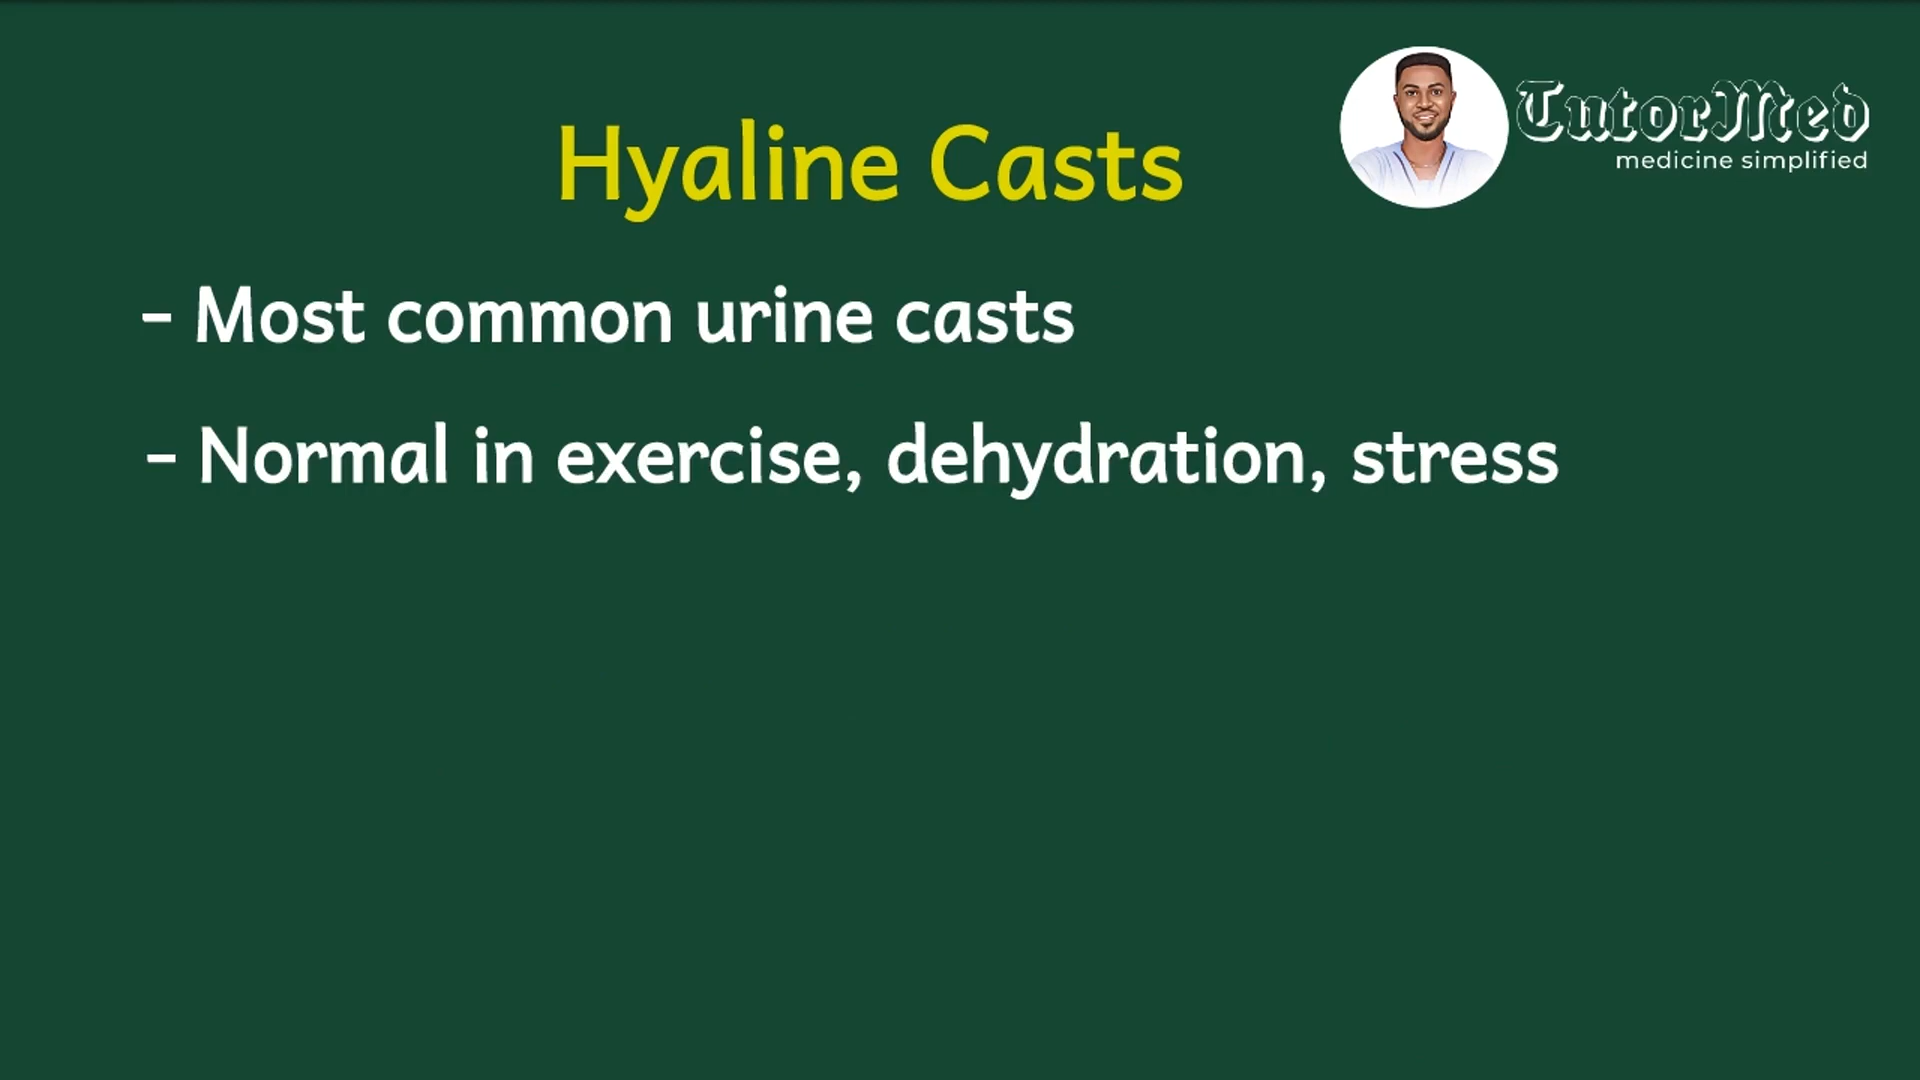 TutorMed
medicine simplified
Hyaline Casts
- Most common urine casts
- Normal in exercise, dehydration, stress